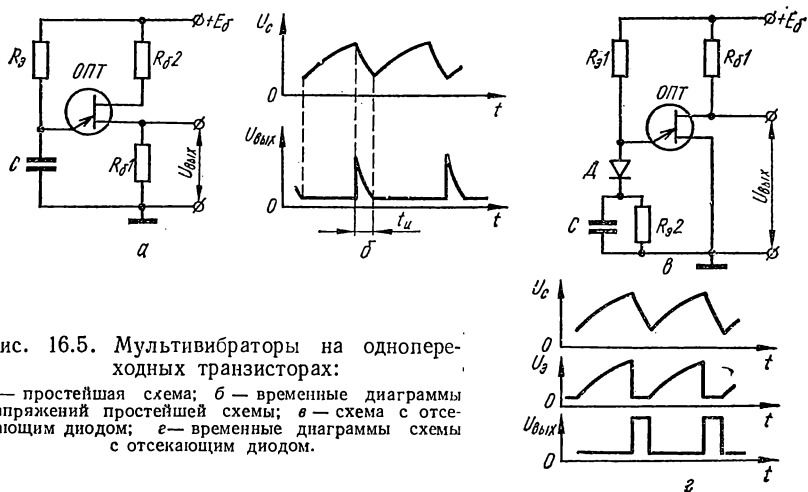 +Eб
Rэ
Rб2
ОПТ
C
Rб1
Uвых
а
Uc
0
t
Uвых
0
tи
t
б
+Eб
Rэ1
Rб1
ОПТ
Д
C
Rэ2
Uвых
в
Uc
0
t
Uэ
0
t
Uвых
0
t
г
ис. 16.5. Мультивибраторы на однопере-
ходных транзисторах:
— простейшая схема; б — временные диаграммы
апряжений простейшей схемы; в — схема с отсе-
ающим диодом; г— временные диаграммы схемы
с отсекающим диодом.